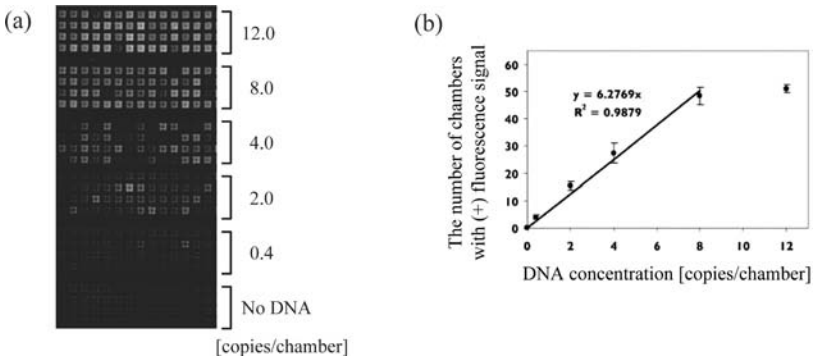 (a)
12.0
8.0
4.0
2.0
0.4
No DNA
[copies/chamber]
(b)
The number of chambers
with (+) fluorescence signal
60
50
40
30
20
10
0
y = 6.2769x
R² = 0.9879
0 2 4 6 8 10 12
DNA concentration [copies/chamber]